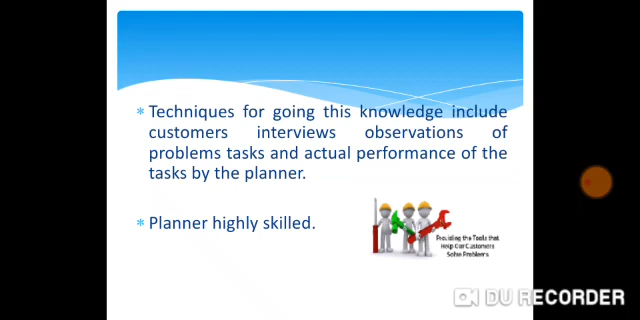 * Techniques for going this knowledge include
customers interviews observations of
problems tasks and actual performance of the
tasks by the planner.
* Planner highly skilled.
Providing the Tools that
Help Our Customers
Solve Problems
DU RECORDER